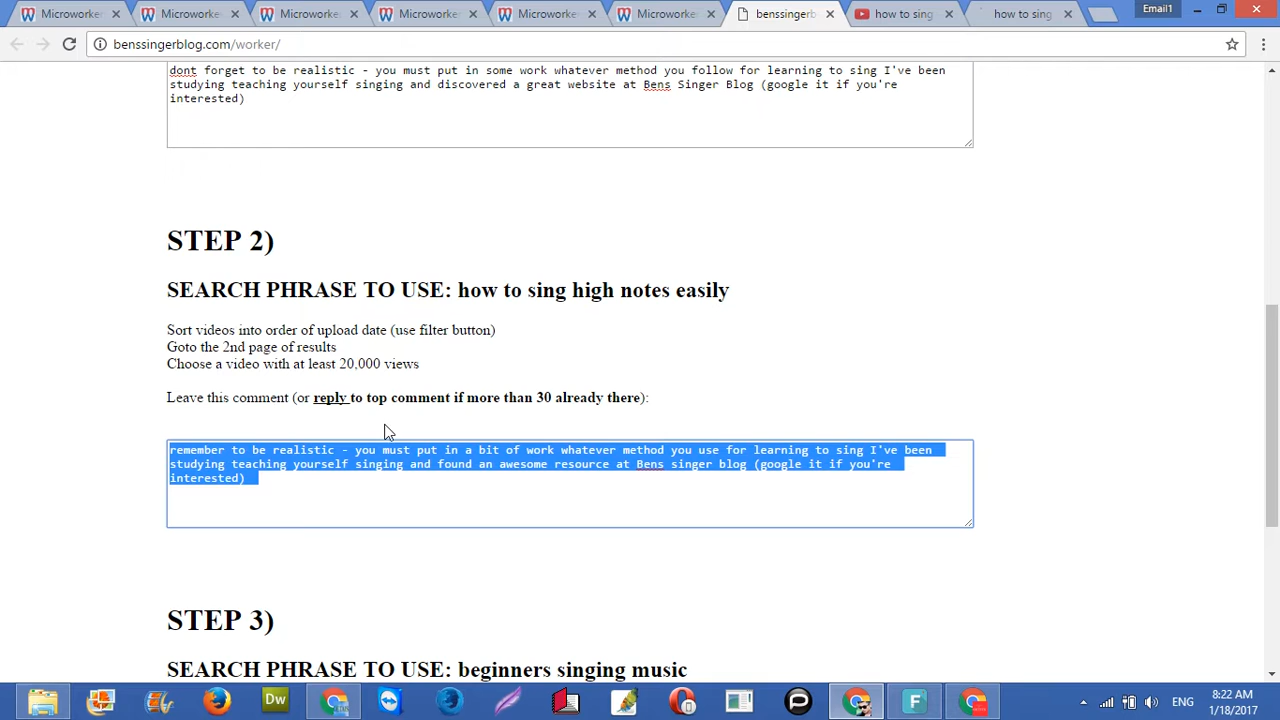 Microworke
Microworke
Microworke
Microworke
Microworke
Microworke
benssingerb
how to sing
how to sing
Email1
benssingerblog.com/worker/
dont forget to be realistic - you must put in some work whatever method you follow for learning to sing I've been
studying teaching yourself singing and discovered a great website at Bens Singer Blog (google it if you're
interested)
STEP 2)
SEARCH PHRASE TO USE: how to sing high notes easily
Sort videos into order of upload date (use filter button)
Goto the 2nd page of results
Choose a video with at least 20,000 views
Leave this comment (or reply to top comment if more than 30 already there):
remember to be realistic - you must put in a bit of work whatever method you use for learning to sing I've been
studying teaching yourself singing and found an awesome resource at Bens singer blog (google it if you're
interested)
STEP 3)
SEARCH PHRASE TO USE: beginners singing music
Dw
F
ENG
8:22 AM
1/18/2017